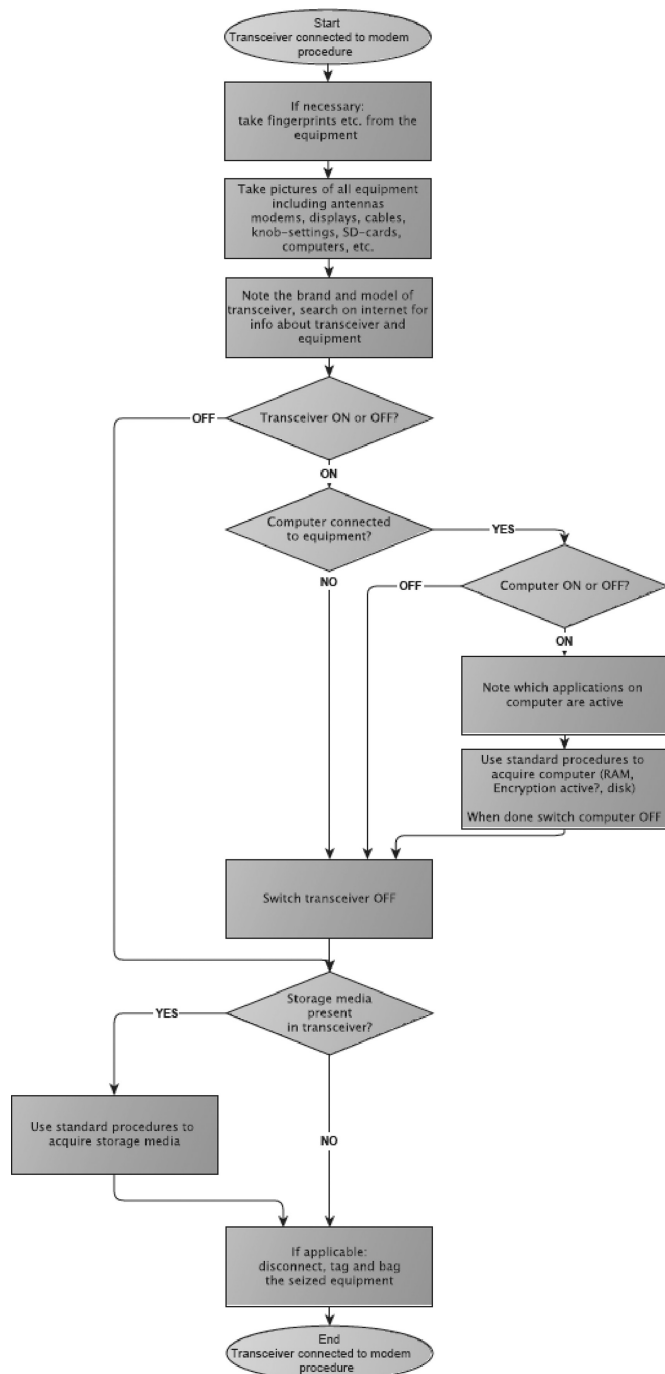 Start
Transceiver connected to modem
procedure
If necessary:
take fingerprints etc. from the
equipment
Take pictures of all equipment
including antennas
modems, displays, cables,
knob-settings, SD-cards,
computers, etc.
Note the brand and model of
transceiver, search on internet for
info about transceiver and
equipment
Transceiver ON or OFF?
OFF
ON
Computer connected
to equipment?
YES
NO
Computer ON or OFF?
OFF
ON
Note which applications on
computer are active
Use standard procedures to
acquire computer (RAM,
Encryption active?, disk)
When done switch computer OFF
Switch transceiver OFF
Storage media
present
in transceiver?
YES
NO
Use standard procedures to
acquire storage media
If applicable:
disconnect, tag and bag
the seized equipment
End
Transceiver connected to modem
procedure